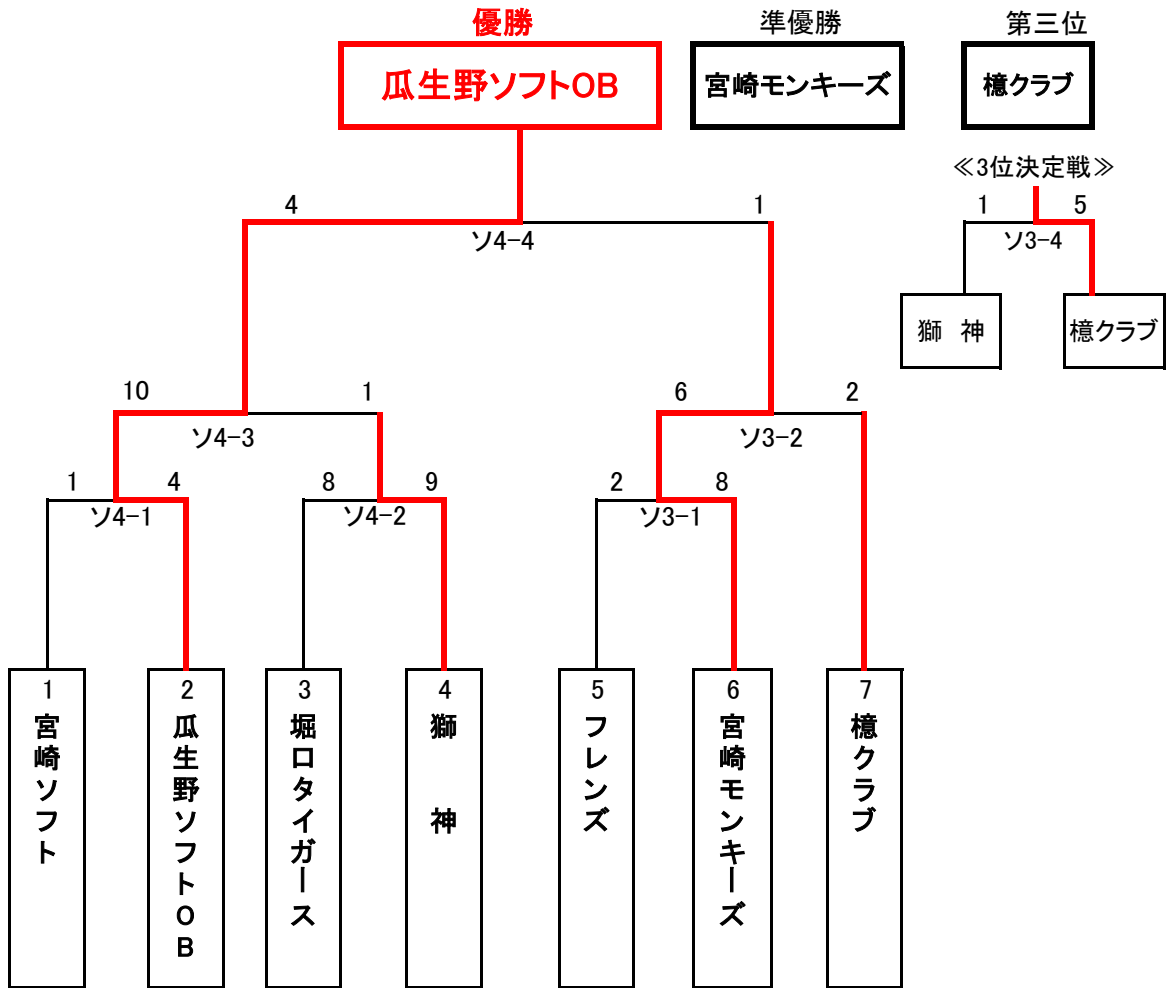 優勝
準優勝
第三位
瓜生野ソフトOB
宮崎モンキーズ
檍クラブ
≪3位決定戦≫
4
1
1
5
ソ4-4
ソ3-4
獅 神
檍クラブ
10
1
6
2
ソ4-3
ソ3-2
1
4
8
9
2
8
ソ4-1
ソ4-2
ソ3-1
1
宮崎ソフト
2
瓜生野ソフトOB
3
堀口タイガース
4
獅 神
5
フレンズ
6
宮崎モンキーズ
7
檍クラブ